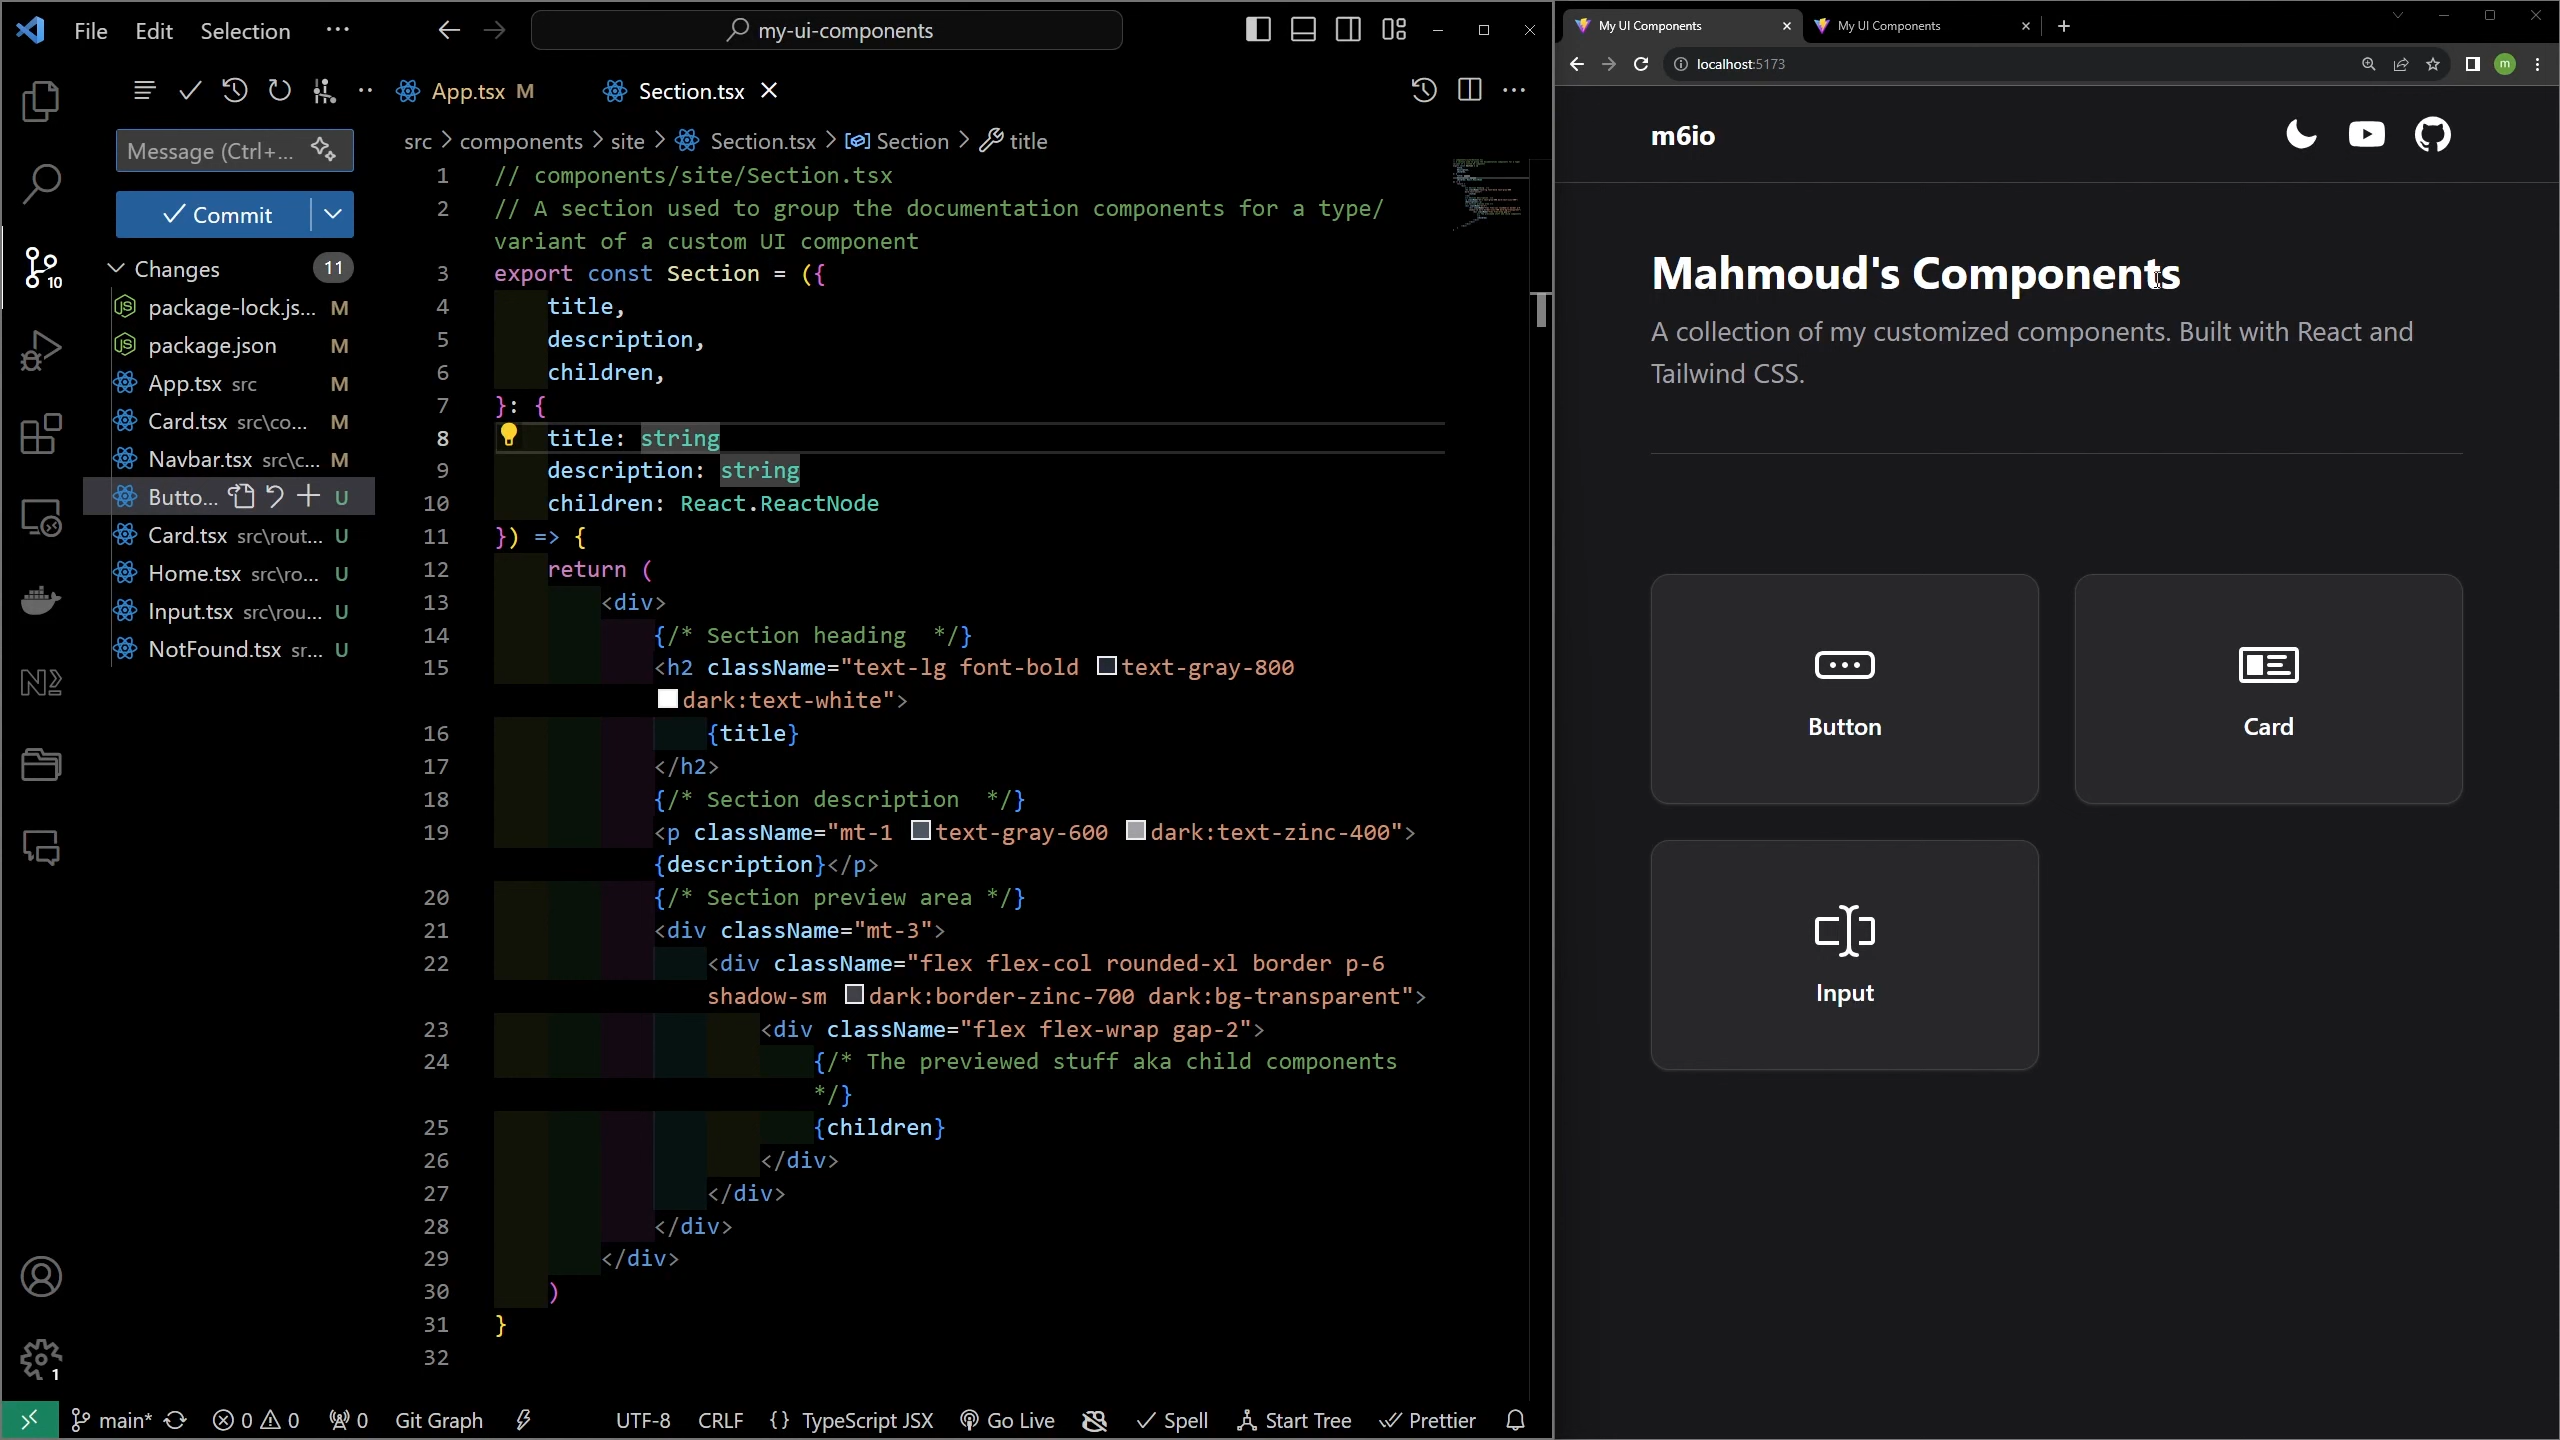 File Edit Selection ···
my-ui-components
App.tsx M
Section.tsx
Message (Ctrl+...
Commit
Changes 11
package-lock.js... M
package.json M
App.tsx src M
Card.tsx src\co... M
Navbar.tsx src\c... M
Butto... U
Card.tsx src\rout... U
Home.tsx src\ro... U
Input.tsx src\rou... U
NotFound.tsx sr... U
10
1
src > components > site > Section.tsx > Section > title
1 // components/site/Section.tsx
2 // A section used to group the documentation components for a type/
variant of a custom UI component
3 export const Section = ({
4 title,
5 description,
6 children,
7 }: {
8 title: string
9 description: string
10 children: React.ReactNode
11 }) => {
12 return (
13 <div>
14 {/* Section heading  */}
15 <h2 className="text-lg font-bold text-gray-800
dark:text-white">
16 {title}
17 </h2>
18 {/* Section description  */}
19 <p className="mt-1 text-gray-600 dark:text-zinc-400">
{description}</p>
20 {/* Section preview area */}
21 <div className="mt-3">
22 <div className="flex flex-col rounded-xl border p-6
shadow-sm dark:border-zinc-700 dark:bg-transparent">
23 <div className="flex flex-wrap gap-2">
24 {/* The previewed stuff aka child components
*/}
25 {children}
26 </div>
27 </div>
28 </div>
29 </div>
30 )
31 }
32
main* 0 0 0 Git Graph UTF-8 CRLF {} TypeScript JSX Go Live Spell Start Tree Prettier
My UI Components
My UI Components
localhost:5173
m
m6io
Mahmoud's Components
A collection of my customized components. Built with React and
Tailwind CSS.
Button
Card
Input